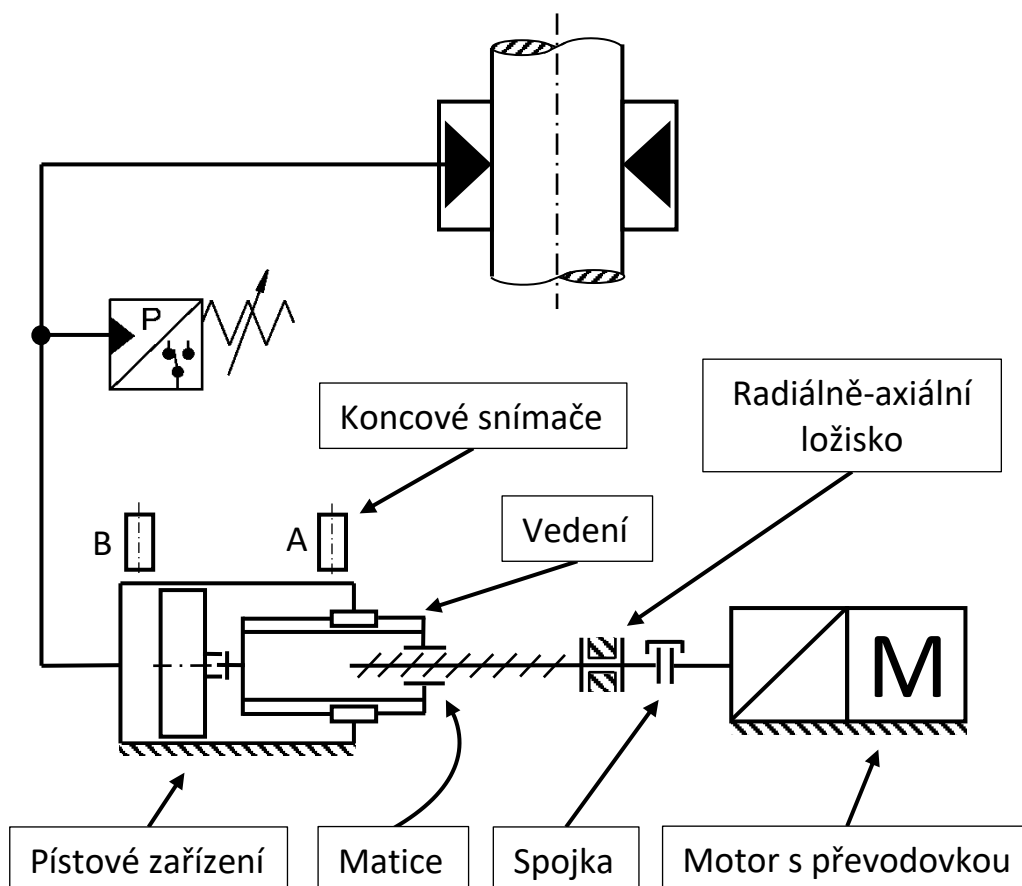 P
Koncové snímače
Radiálně-axiální
ložisko
B
A
Vedení
M
Pístové zařízení
Matice
Spojka
Motor s převodovkou